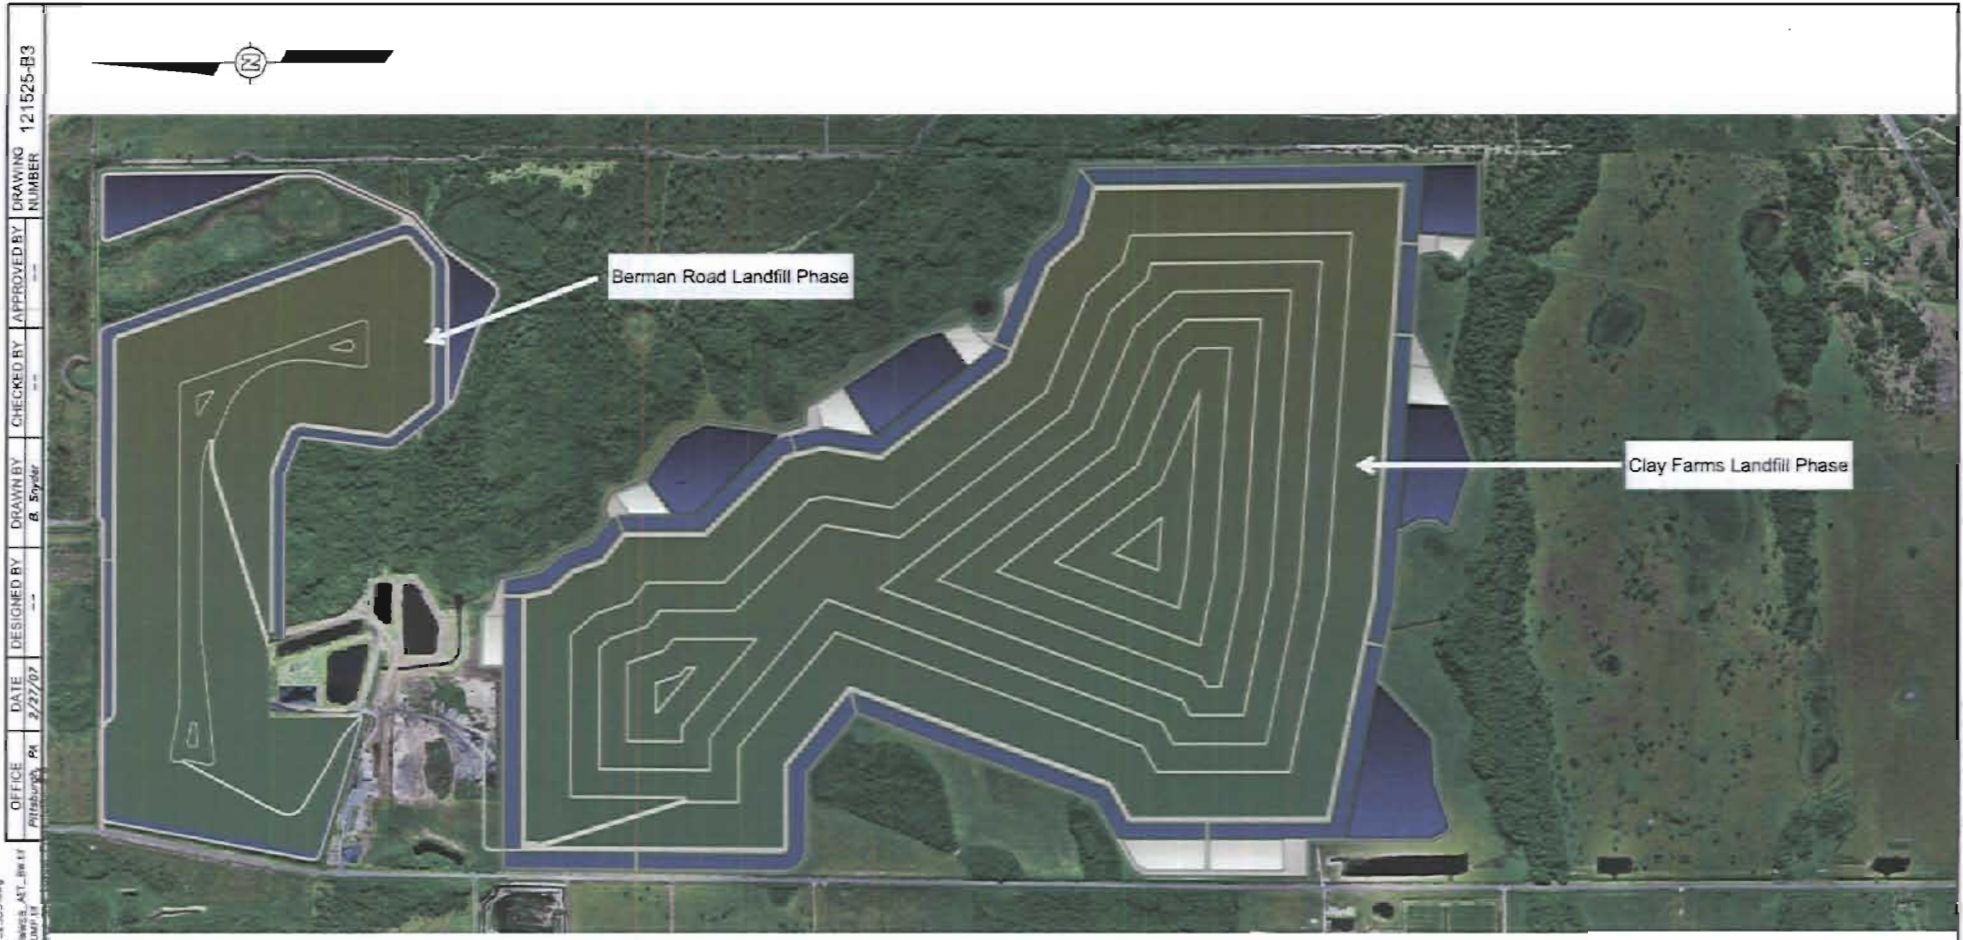 OFFICE
Pittsburgh, PA
DATE
2/27/07
DESIGNED BY
--
DRAWN BY
B. Snyder
CHECKED BY
--
APPROVED BY
--
DRAWING
NUMBER
121525-B3
N
Berman Road Landfill Phase
Clay Farms Landfill Phase